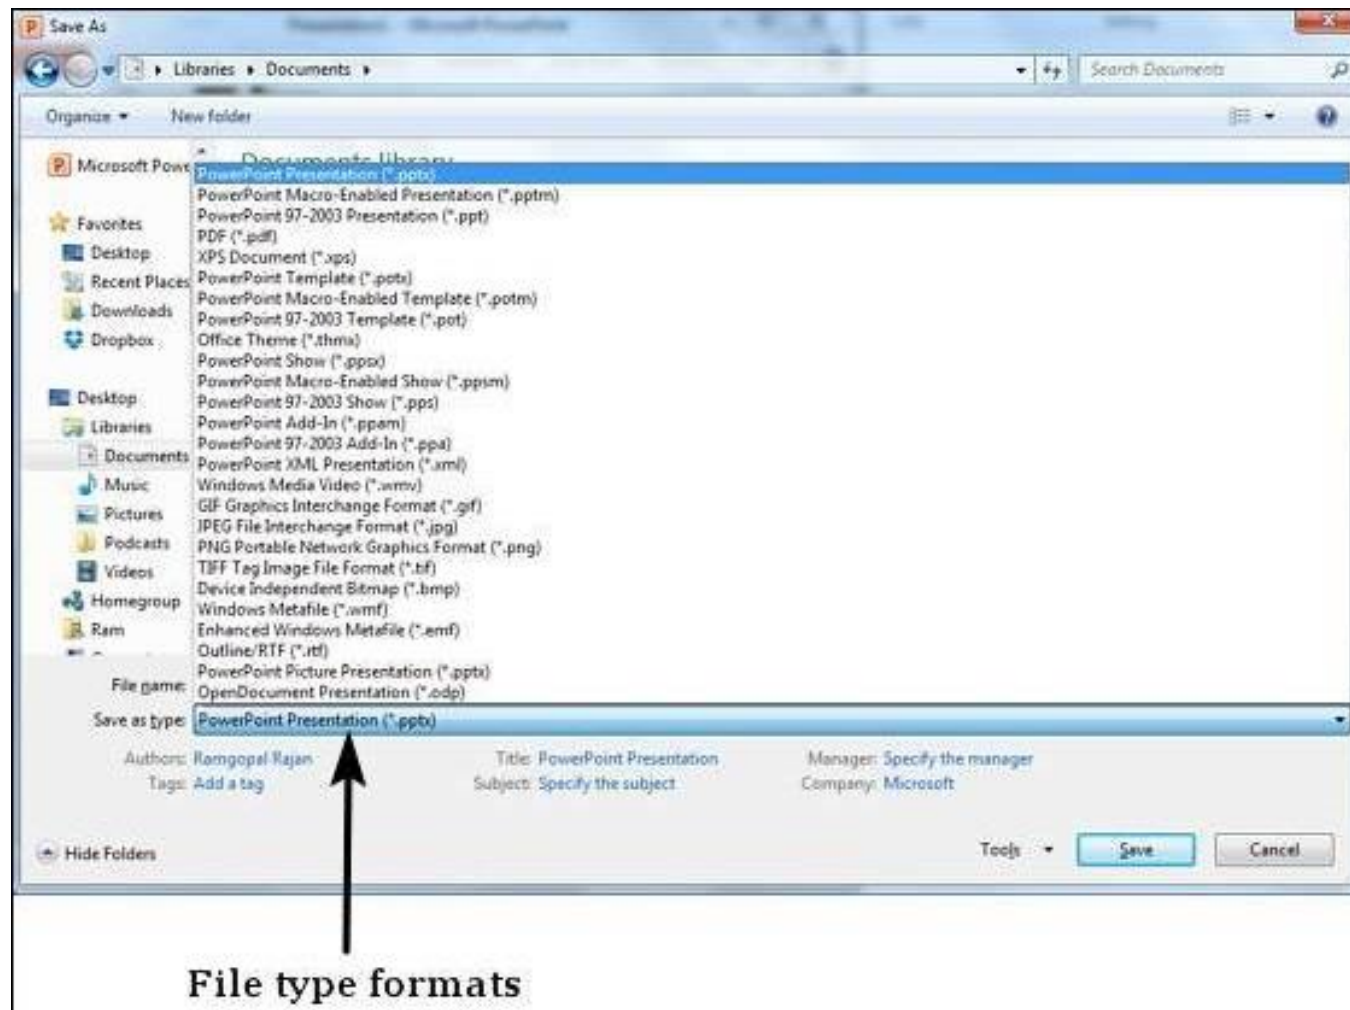 Save As
Libraries Documents
Search Documents
Organize New folder
Microsoft Powe
Documents library
PowerPoint Presentation (*.pptx)
PowerPoint Macro-Enabled Presentation (*.pptm)
PowerPoint 97-2003 Presentation (*.ppt)
Favorites
PDF (*.pdf)
Desktop
XPS Document (*.xps)
Recent Places
PowerPoint Template (*.potx)
PowerPoint Macro-Enabled Template (*.potm)
Downloads
PowerPoint 97-2003 Template (*.pot)
Dropbox
Office Theme (*.thmx)
PowerPoint Show (*.ppsx)
PowerPoint Macro-Enabled Show (*.ppsm)
Desktop
PowerPoint 97-2003 Show (*.pps)
Libraries
PowerPoint Add-In (*.ppam)
PowerPoint 97-2003 Add-In (*.ppa)
Documents
PowerPoint XML Presentation (*.xml)
Music
Windows Media Video (*.wmv)
GIF Graphics Interchange Format (*.gif)
Pictures
JPEG File Interchange Format (*.jpg)
Podcasts
PNG Portable Network Graphics Format (*.png)
Videos
TIFF Tag Image File Format (*.tif)
Device Independent Bitmap (*.bmp)
Homegroup
Windows Metafile (*.wmf)
Ram
Enhanced Windows Metafile (*.emf)
Outline/RTF (*.rtf)
PowerPoint Picture Presentation (*.pptx)
File name:
OpenDocument Presentation (*.odp)
Save as type: PowerPoint Presentation (*.pptx)
Authors: Ramgopal Rajan Title: PowerPoint Presentation Manager: Specify the manager
Tags: Add a tag Subject: Specify the subject Company: Microsoft
Hide Folders Tools Save Cancel
File type formats